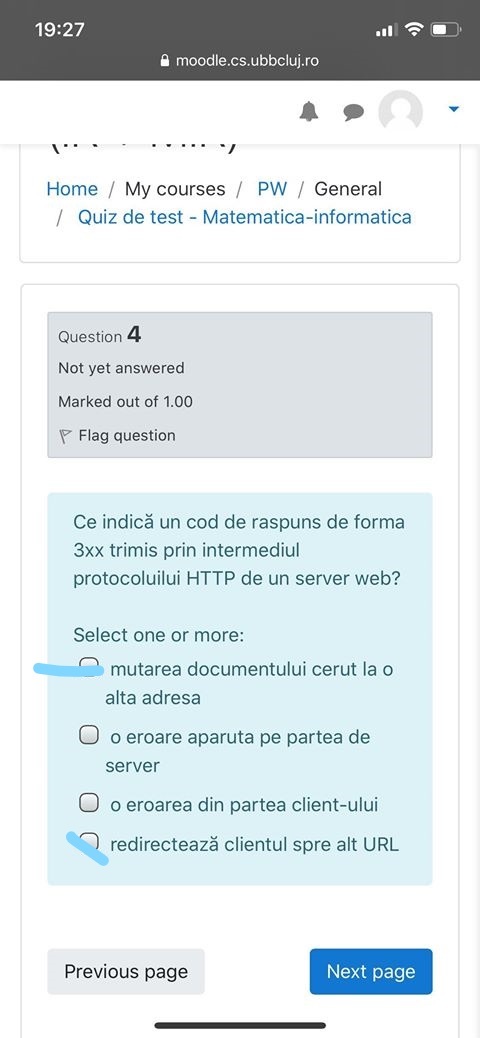 19:27
moodle.cs.ubbcluj.ro
Home / My courses / PW / General
/ Quiz de test - Matematica-informatica
Question 4
Not yet answered
Marked out of 1.00
Flag question
Ce indică un cod de raspuns de forma
3xx trimis prin intermediul
protocoluilui HTTP de un server web?
Select one or more:
mutarea documentului cerut la o
alta adresa
o eroare aparuta pe partea de
server
o eroarea din partea client-ului
redirectează clientul spre alt URL
Previous page
Next page